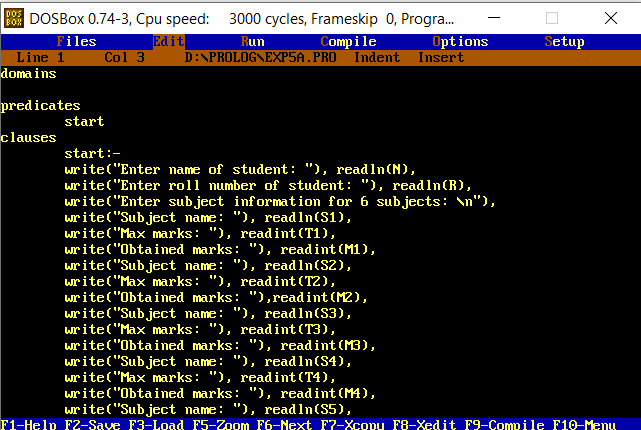 DOS BOX
DOSBox 0.74-3, Cpu speed: 3000 cycles, Frameskip 0, Progra...
Files Edit Run Compile Options Setup
Line 1 Col 3 D:\PROLOG\EXP5A.PRO Indent Insert
domains
predicates
start
clauses
start:-
write("Enter name of student: "), readln(N),
write("Enter roll number of student: "), readln(R),
write("Enter subject information for 6 subjects: \n"),
write("Subject name: "), readln(S1),
write("Max marks: "), readint(T1),
write("Obtained marks: "), readint(M1),
write("Subject name: "), readln(S2),
write("Max marks: "), readint(T2),
write("Obtained marks: "),readint(M2),
write("Subject name: "), readln(S3),
write("Max marks: "), readint(T3),
write("Obtained marks: "), readint(M3),
write("Subject name: "), readln(S4),
write("Max marks: "), readint(T4),
write("Obtained marks: "), readint(M4),
write("Subject name: "), readln(S5),
F1-Help F2-Save F3-Load F5-Zoom F6-Next F7-Xcopy F8-Xedit F9-Compile F10-Menu